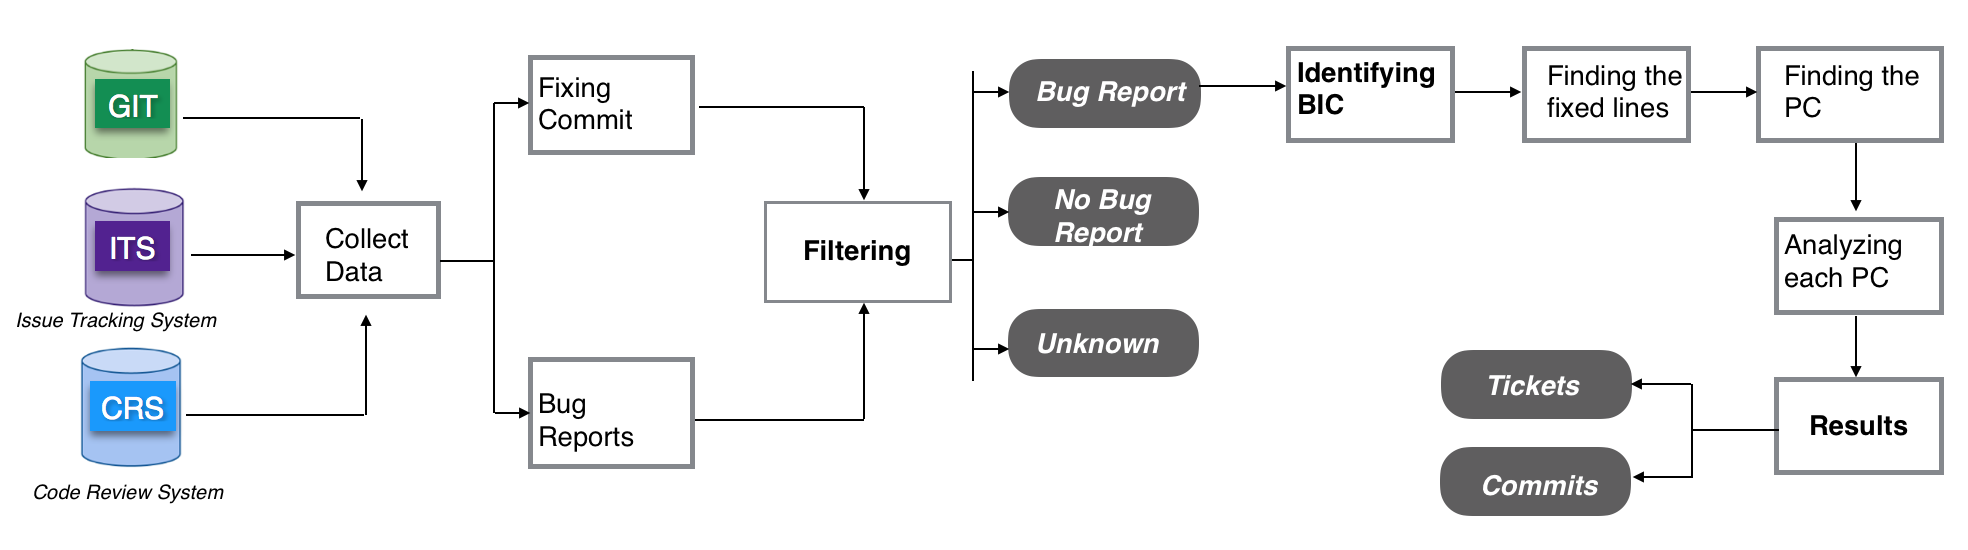 GIT
ITS
Issue Tracking System
CRS
Code Review System
Collect
Data
Fixing
Commit
Bug
Reports
Filtering
Bug Report
No Bug
Report
Unknown
Identifying
BIC
Finding the
fixed lines
Finding the
PC
Analyzing
each PC
Results
Tickets
Commits